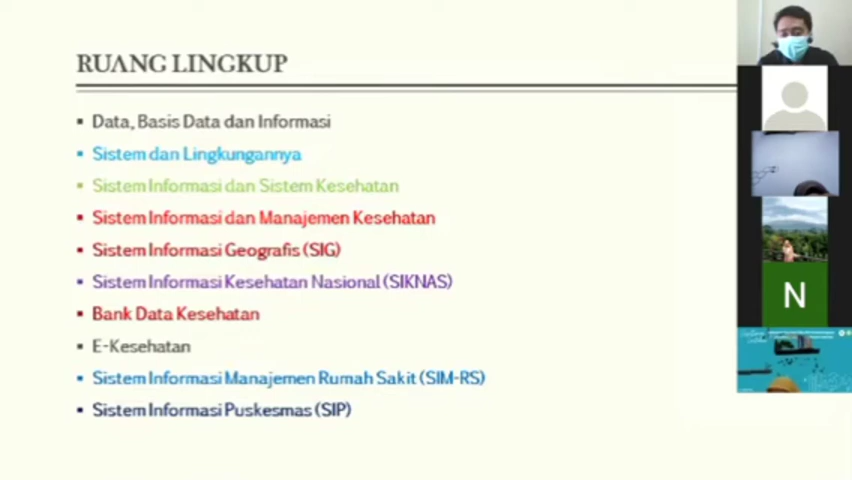 RUANG LINGKUP
Data, Basis Data dan Informasi
Sistem dan Lingkungannya
Sistem Informasi dan Sistem Kesehatan
Sistem Informasi dan Manajemen Kesehatan
Sistem Informasi Geografis (SIG)
Sistem Informasi Kesehatan Nasional (SIKNAS)
Bank Data Kesehatan
E-Kesehatan
Sistem Informasi Manajemen Rumah Sakit (SIM-RS)
Sistem Informasi Puskesmas (SIP)
N